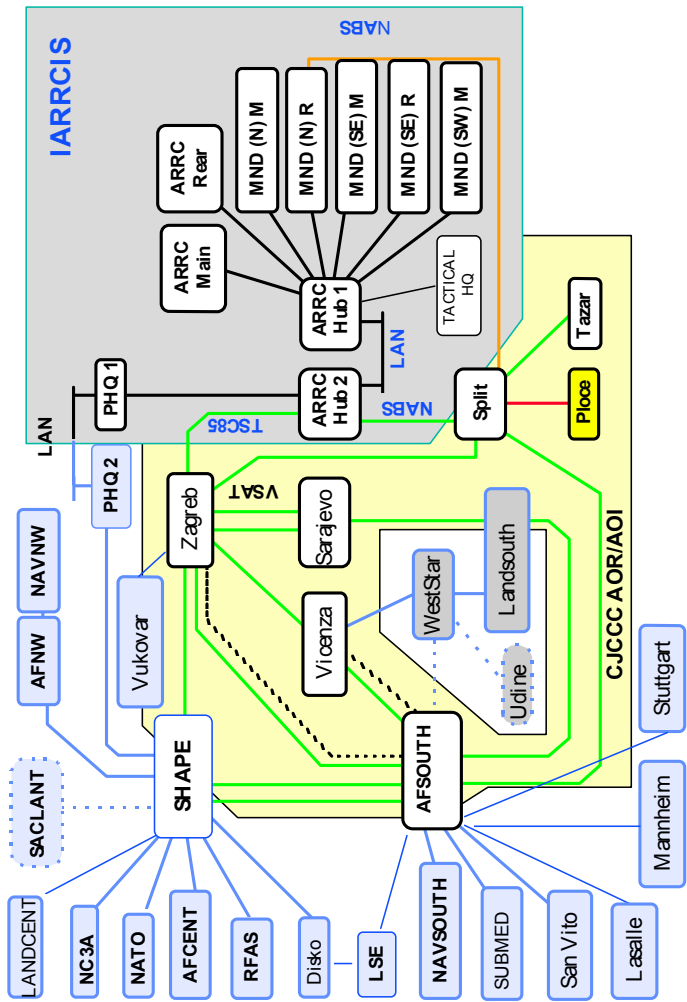 LANDCENT
NC3A
NATO
AFCENT
RFAS
Disko
LSE
NAVSOUTH
SUBMED
San Vito
Lasalle
Mannheim
Stuttgart
SACLANT
AFNW
NAVNW
SHAPE
AFSOUTH
Vukovar
PHQ 2
LAN
PHQ 1
IARRCIS
Zagreb
TSC85
VSAT
Sarajevo
Vicenza
WestStar
Landsouth
Udine
CJCCC AOR/AOI
ARRC
Main
ARRC
Rear
MND (N) M
MND (N) R
MND (SE) M
MND (SE) R
MND (SW) M
NABS
ARRC
Hub 1
ARRC
Hub 2
LAN
NABS
TACTICAL
HQ
Split
Ploce
Tazar